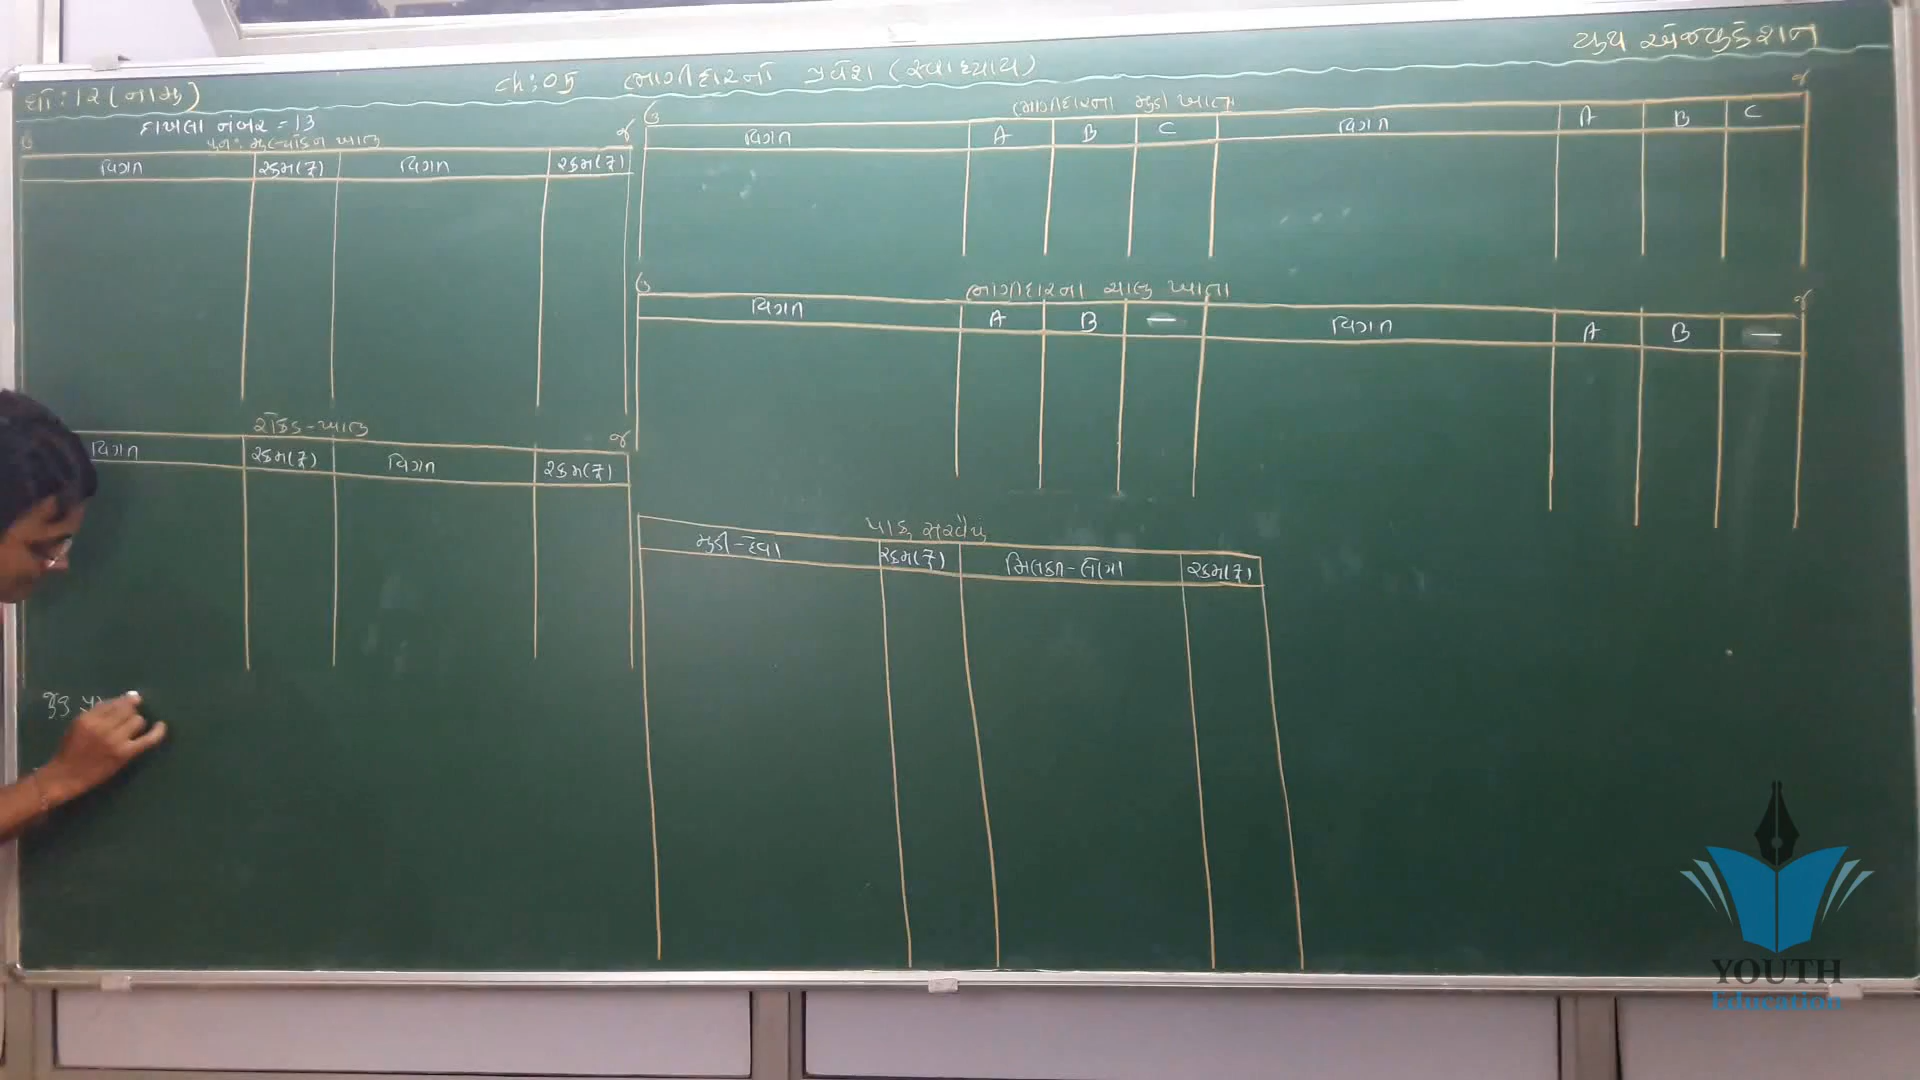 યુથ એજ્યુકેશન
ધો : 12 (નામુ)
ch : 05 ભાગીદારનો પ્રવેશ (સ્વાધ્યાય)
દાખલા નંબર = 13
પુનઃ મૂલ્યાંકન ખાતુ
ઉ જ
વિગત રકમ(₹) વિગત રકમ(₹)
ભાગીદારના મુડી ખાતા
ઉ જ
વિગત A B C વિગત A B C
ભાગીદારના ચાલુ ખાતા
ઉ જ
વિગત A B — વિગત A B —
રોકડ-ખાતુ
જ
વિગત રકમ(₹) વિગત રકમ(₹)
પાકુ સરવૈયું
મુડી-દેવા રકમ(₹) મિલકત-લેણા રકમ(₹)
YOUTH
Education